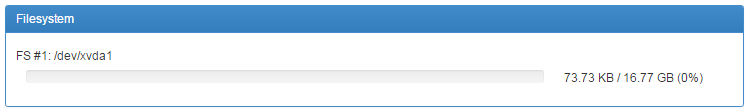 Filesystem
FS #1: /dev/xvda1
73.73 KB / 16.77 GB (0%)